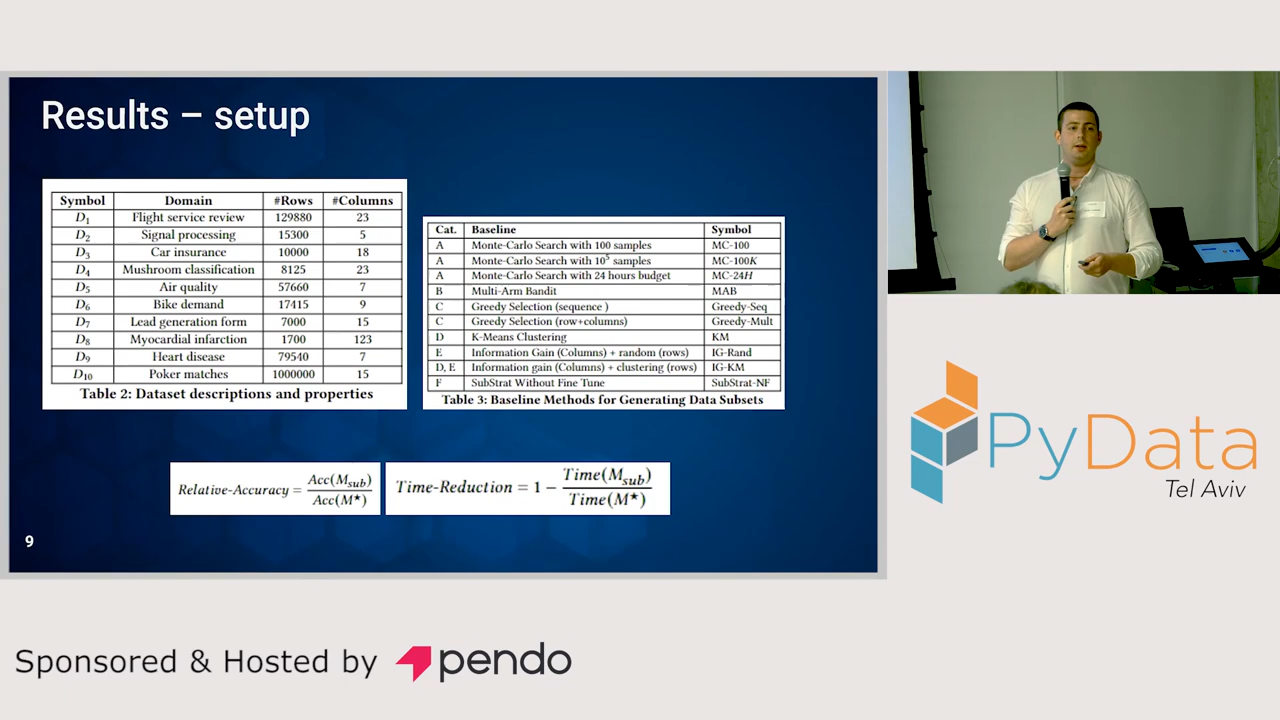 Results – setup
Symbol Domain #Rows #Columns
D1 Flight service review 129880 23
D2 Signal processing 15300 5
D3 Car insurance 10000 18
D4 Mushroom classification 8125 23
D5 Air quality 57660 7
D6 Bike demand 17415 9
D7 Lead generation form 7000 15
D8 Myocardial infarction 1700 123
D9 Heart disease 79540 7
D10 Poker matches 1000000 15
Table 2: Dataset descriptions and properties
Cat. Baseline Symbol
A Monte-Carlo Search with 100 samples MC-100
A Monte-Carlo Search with 10^5 samples MC-100K
A Monte-Carlo Search with 24 hours budget MC-24H
B Multi-Arm Bandit MAB
C Greedy Selection (sequence ) Greedy-Seq
C Greedy Selection (row+columns) Greedy-Mult
D K-Means Clustering KM
E Information Gain (Columns) + random (rows) IG-Rand
D, E Information gain (Columns) + clustering (rows) IG-KM
F SubStrat Without Fine Tune SubStrat-NF
Table 3: Baseline Methods for Generating Data Subsets
Relative-Accuracy = Acc(Msub) / Acc(M★)
Time-Reduction = 1 − Time(Msub) / Time(M★)
9
PyData
Tel Aviv
Sponsored & Hosted by pendo